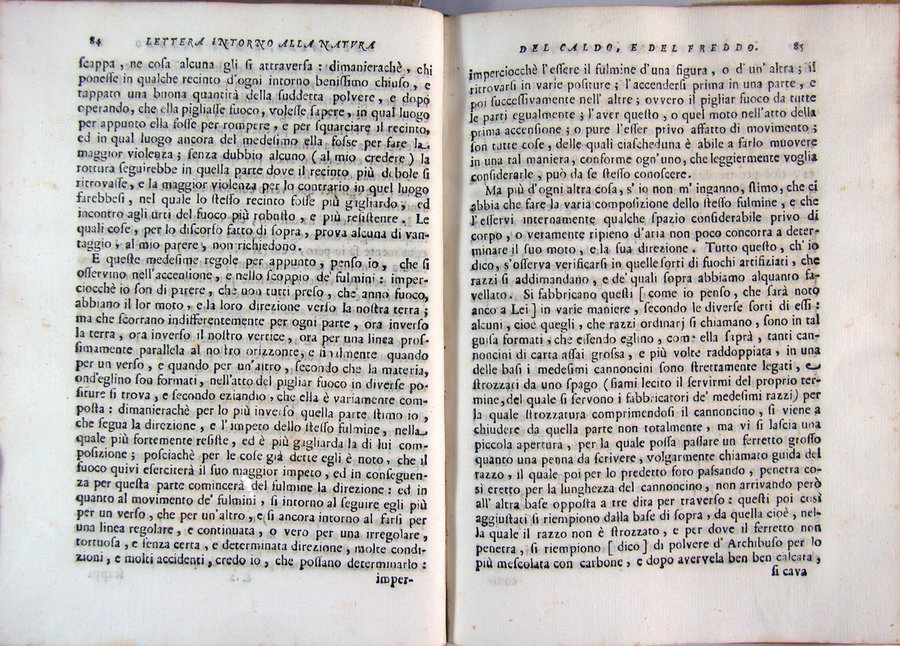 84 LETTERA INTORNO ALLA NATVRA
scappa, ne cosa alcuna gli si attraversa: dimanierachè, chi
ponesse in qualche recinto d'ogni intorno benissimo chiuso, e
tappato una buona quantità della suddetta polvere, e dopo
operando, che ella pigliasse fuoco, volesse sapere, in qual luogo
per appunto ella fosse per rompere, e per squarciare il recinto,
ed in qual luogo ancora del medesimo ella fosse per fare la
maggior violenza; senza dubbio alcuno (al mio credere) la
rottura seguirebbe in quella parte dove il recinto più debole si
ritrovasse, e la maggior violenza per lo contrario in quel luogo
farebbesi, nel quale lo stesso recinto fosse più gagliardo, ed
incontro agli urti del fuoco più robusto, e più resistente. Le
quali cose, per lo discorso fatto di sopra, prova alcuna di van-
taggio, al mio parere, non richiedono.
E queste medesime regole per appunto, penso io, che si
osservino nell'accensione, e nello scoppio de' fulmini: imper-
ciocchè io son di parere, che non tutti preso, che anno fuoco,
abbiano il lor moto, e la loro direzione verso la nostra terra;
ma che scorrano indifferentemente per ogni parte, ora inverso
la terra, ora inverso il nostro vertice, ora per una linea pros-
simamente parallela al nostro orizzonte, e finalmente quando
per un verso, e quando per un'altro, secondo che la materia,
ond'eglino son formati, nell'atto del pigliar fuoco in diverse po-
siture si trova, e secondo eziandio, che ella è variamente com-
posta: dimanierachè per lo più inverso quella parte stimo io,
che segua la direzione, e l'impeto dello stesso fulmine, nella
quale più fortemente resiste, ed è più gagliarda la di lui com-
posizione; posciachè per le cose già dette egli è noto, che il
fuoco quivi eserciterà il suo maggior impeto, ed in conseguen-
za per questa parte comincerà del fulmine la direzione: ed in
quanto al movimento de' fulmini, sì intorno al seguire egli più
per un verso, che per un'altro, e sì ancora intorno al farsi per
una linea regolare, e continuata, o vero per una irregolare,
tortuosa, e senza certa, e determinata direzione, molte condi-
zioni, e molti accidenti, credo io, che possano determinarlo:
imper-
DEL CALDO, E DEL FREDDO. 85
imperciocchè l'essere il fulmine d'una figura, o d'un'altra; il
ritrovarsi in varie positure; l'accendersi prima in una parte, e
poi successivamente nell'altre; ovvero il pigliar fuoco da tutte
le parti egualmente; l'aver questo, o quel moto nell'atto della
prima accensione; o pure l'esser privo affatto di movimento;
son tutte cose, delle quali ciascheduna è abile a farlo muovere
in una tal maniera, conforme ogn'uno, che leggiermente voglia
considerarle, può da se stesso conoscere.
Ma più d'ogni altra cosa, s'io non m'inganno, stimo, che ci
abbia che fare la varia composizione dello stesso fulmine, e che
l'esservi internamente qualche spazio considerabile privo di
corpo, o veramente ripieno d'aria non poco concorra a deter-
minare il suo moto, e la sua direzione. Tutto questo, ch'io
dico, s'osserva verificarsi in quelle sorti di fuochi artifiziati, che
razzi si addimandano, e de' quali sopra abbiamo alquanto fa-
vellato. Si fabbricano questi [come io penso, che sarà noto
anco a Lei] in varie maniere, secondo le diverse sorti di essi:
alcuni, cioè quegli, che razzi ordinarj si chiamano, sono in tal
guisa formati, che essendo eglino, come ella saprà, tanti can-
noncini di carta assai grossa, e più volte raddoppiata, in una
delle basi i medesimi cannoncini sono strettamente legati, e
strozzati da uno spago (siami lecito il servirmi del proprio ter-
mine, del quale si servono i fabbricatori de' medesimi razzi) per
la quale strozzatura comprimendosi il cannoncino, si viene a
chiudere da quella parte non totalmente, ma vi si lascia una
piccola apertura, per la quale possa passare un ferretto grosso
quanto una penna da scrivere, volgarmente chiamato guida del
razzo, il quale poi per lo predetto foro passando, penetra co-
sì eretto per la lunghezza del cannoncino, non arrivando però
all'altra base opposta a tre dita per traverso: questi poi così
aggiustati si riempiono dalla base di sopra, da quella cioè, nel-
la quale il razzo non è strozzato, e per dove il ferretto non
penetra, si riempiono [dico] di polvere d'Archibuso per lo
più mescolata con carbone, e dopo avervela ben ben calcata,
si cava